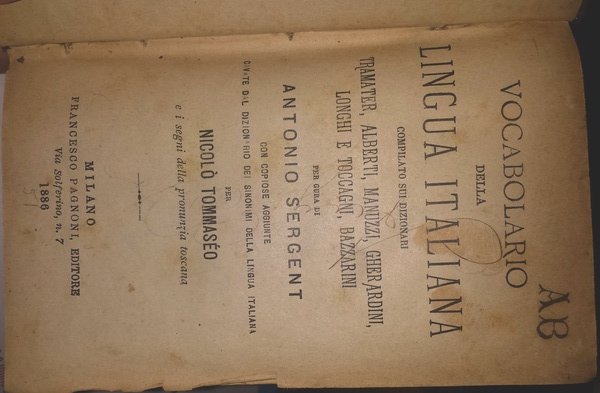 AB
VOCABOLARIO
DELLA
LINGUA ITALIANA
COMPILATO SUI DIZIONARI
TRAMATER, ALBERTI, MANUZZI, GHERARDINI,
LONGHI E TOCCAGNI, BAZZARINI
PER CURA DI
ANTONIO SERGENT
CON COPIOSE AGGIUNTE
CAVATE DAL DIZIONARIO DEI SINONIMI DELLA LINGUA ITALIANA
PER
NICOLÒ TOMMASÉO
e i segni della pronunzia toscana
MILANO
FRANCESCO PAGNONI, EDITORE
Via Solferino, n. 7
1886